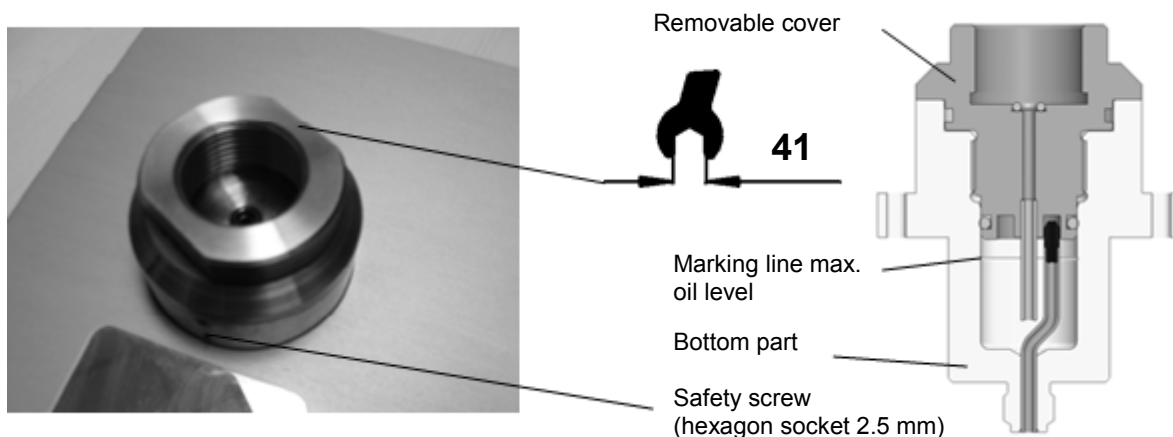 Removable cover
41
Marking line max.
oil level
Bottom part
Safety screw
(hexagon socket 2.5 mm)